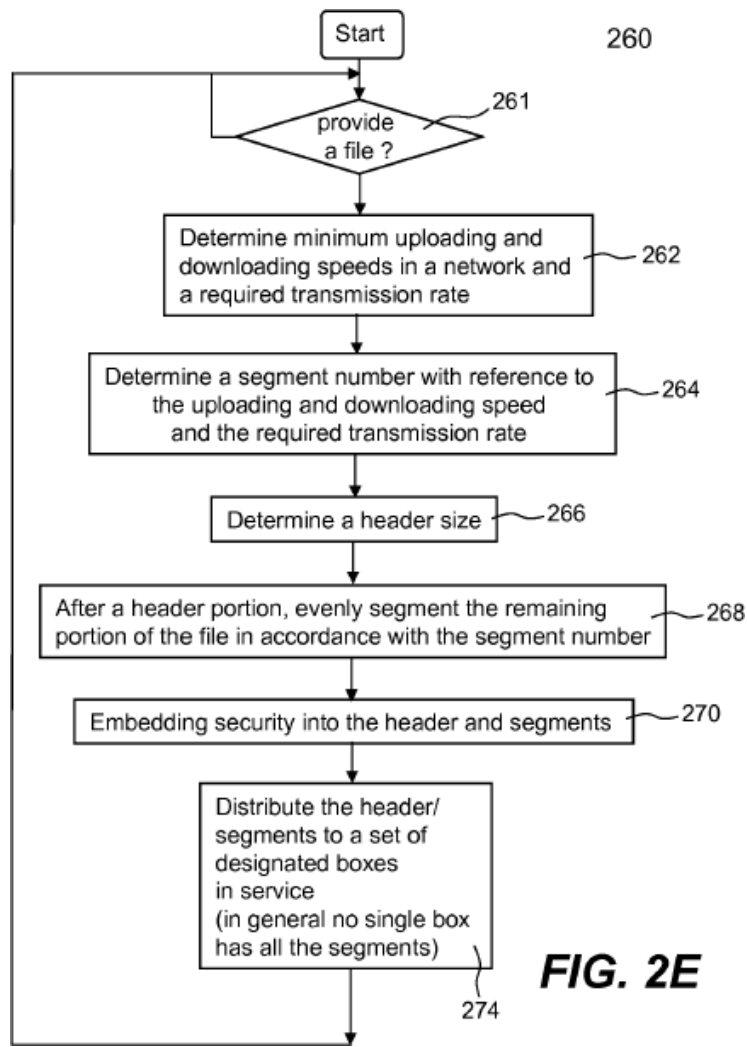 Start
260
provide
a file ?
261
Determine minimum uploading and
downloading speeds in a network and
a required transmission rate
262
Determine a segment number with reference to
the uploading and downloading speed
and the required transmission rate
264
Determine a header size
266
After a header portion, evenly segment the remaining
portion of the file in accordance with the segment number
268
Embedding security into the header and segments
270
Distribute the header/
segments to a set of
designated boxes
in service
(in general no single box
has all the segments)
274
FIG. 2E